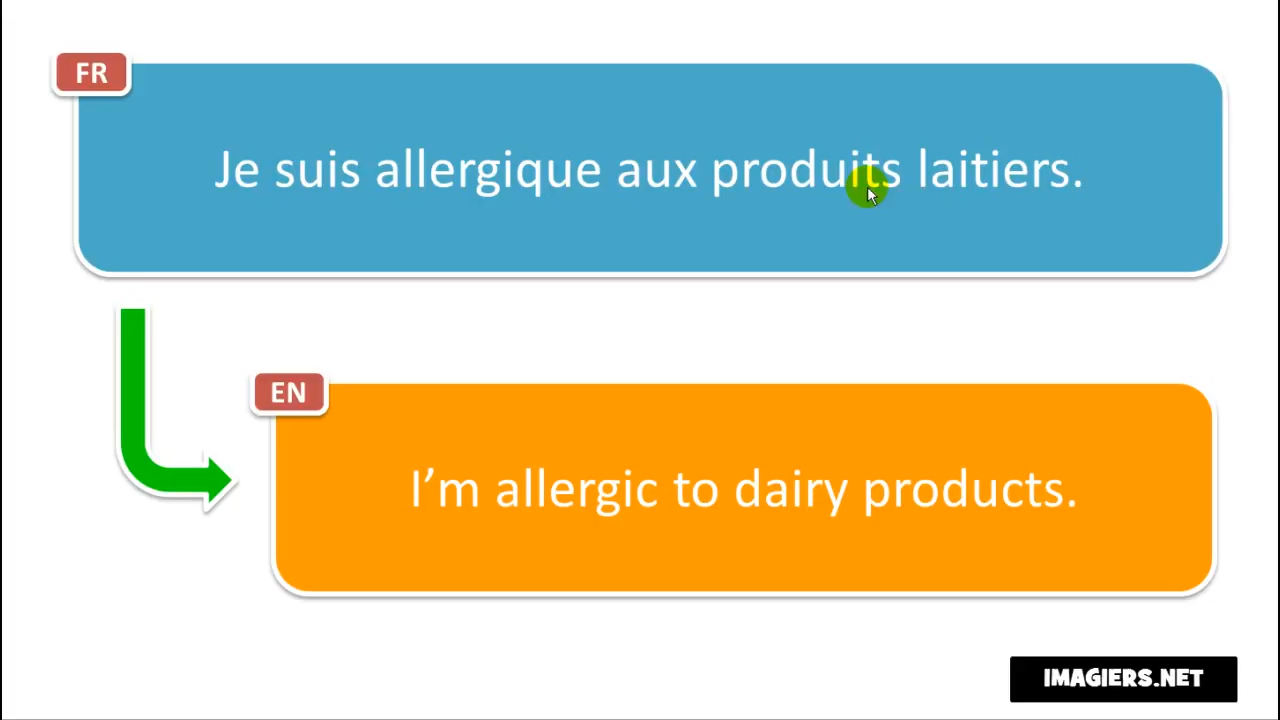 FR
Je suis allergique aux produits laitiers.
EN
I’m allergic to dairy products.
IMAGIERS.NET